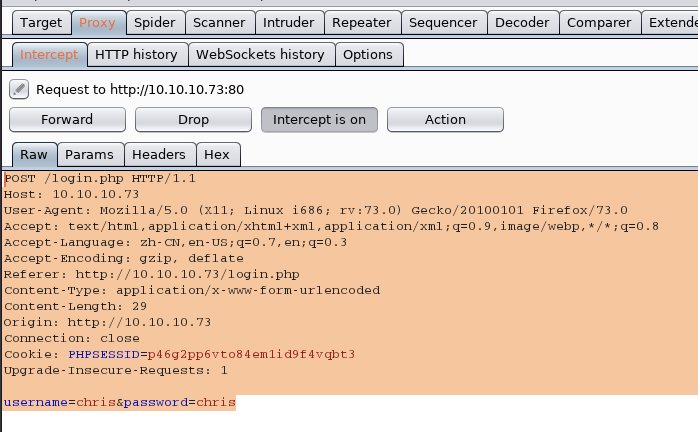 Target Proxy Spider Scanner Intruder Repeater Sequencer Decoder Comparer Extende
Intercept HTTP history WebSockets history Options
Request to http://10.10.10.73:80
Forward Drop Intercept is on Action
Raw Params Headers Hex
POST /login.php HTTP/1.1
Host: 10.10.10.73
User-Agent: Mozilla/5.0 (X11; Linux i686; rv:73.0) Gecko/20100101 Firefox/73.0
Accept: text/html,application/xhtml+xml,application/xml;q=0.9,image/webp,*/*;q=0.8
Accept-Language: zh-CN,en-US;q=0.7,en;q=0.3
Accept-Encoding: gzip, deflate
Referer: http://10.10.10.73/login.php
Content-Type: application/x-www-form-urlencoded
Content-Length: 29
Origin: http://10.10.10.73
Connection: close
Cookie: PHPSESSID=p46g2pp6vto84em1id9f4vqbt3
Upgrade-Insecure-Requests: 1
username=chris&password=chris